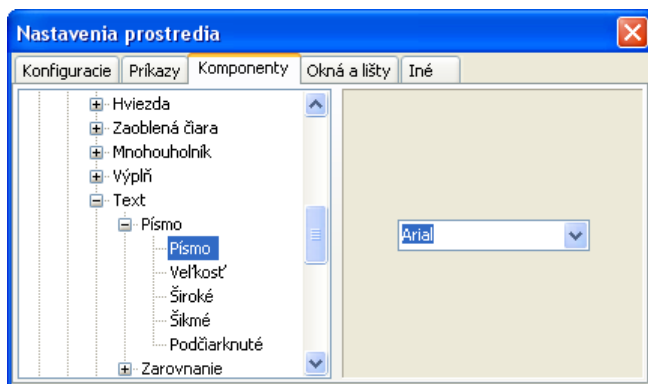 Nastavenia prostredia
Konfiguracie Príkazy Komponenty Okná a lišty Iné
Hviezda
Zaoblená čiara
Mnohouholník
Výplň
Text
Písmo
Písmo
Arial
Veľkosť
Široké
Šikmé
Podčiarknuté
Zarovnanie